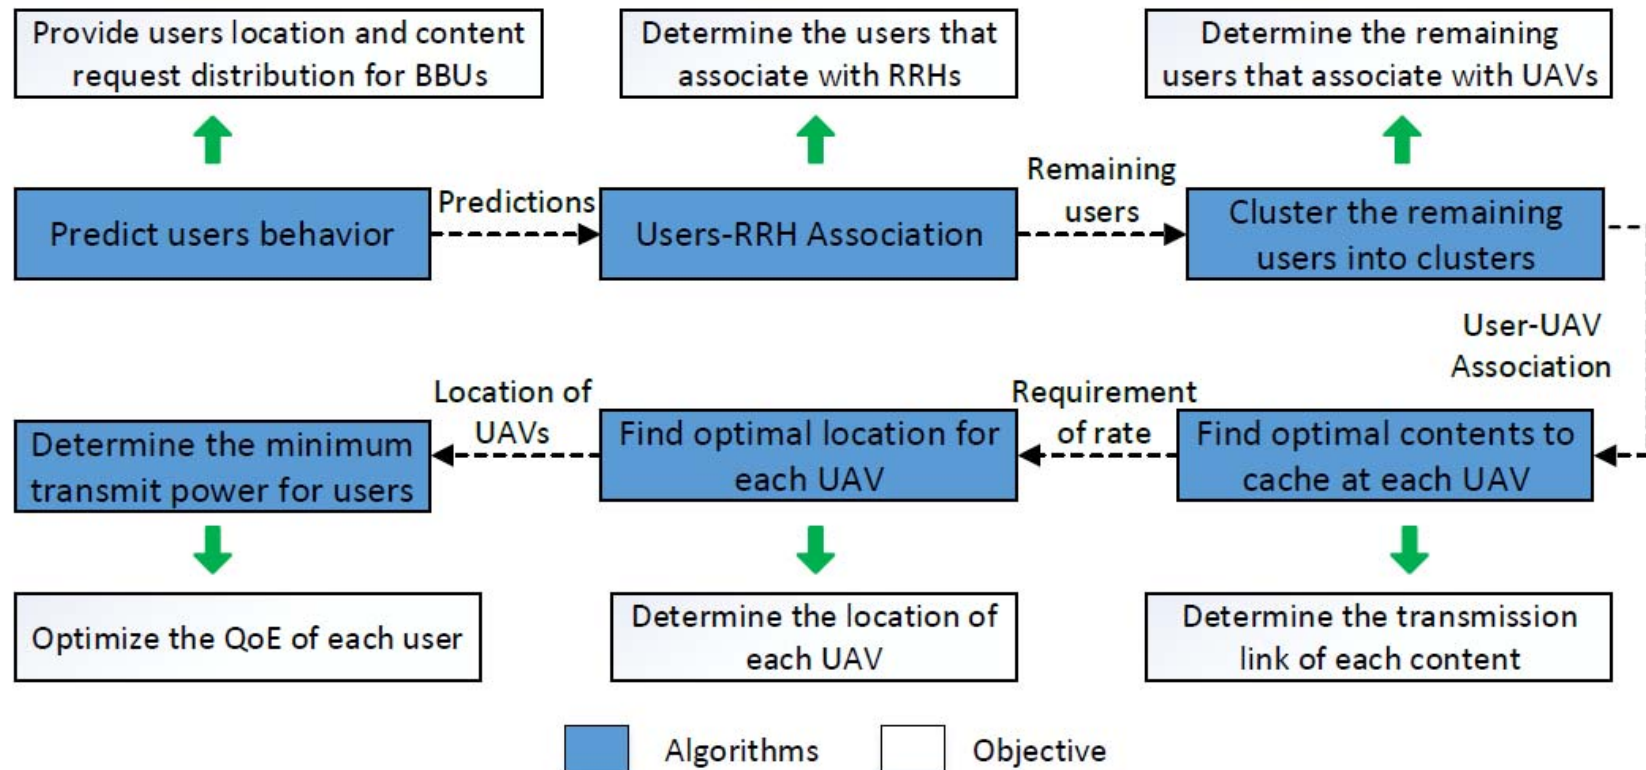 Provide users location and content
request distribution for BBUs
Determine the users that
associate with RRHs
Determine the remaining
users that associate with UAVs
Predict users behavior
Predictions
Users-RRH Association
Remaining
users
Cluster the remaining
users into clusters
User-UAV
Association
Find optimal contents to
cache at each UAV
Requirement
of rate
Find optimal location for
each UAV
Location of
UAVs
Determine the minimum
transmit power for users
Optimize the QoE of each user
Determine the location of
each UAV
Determine the transmission
link of each content
Algorithms
Objective